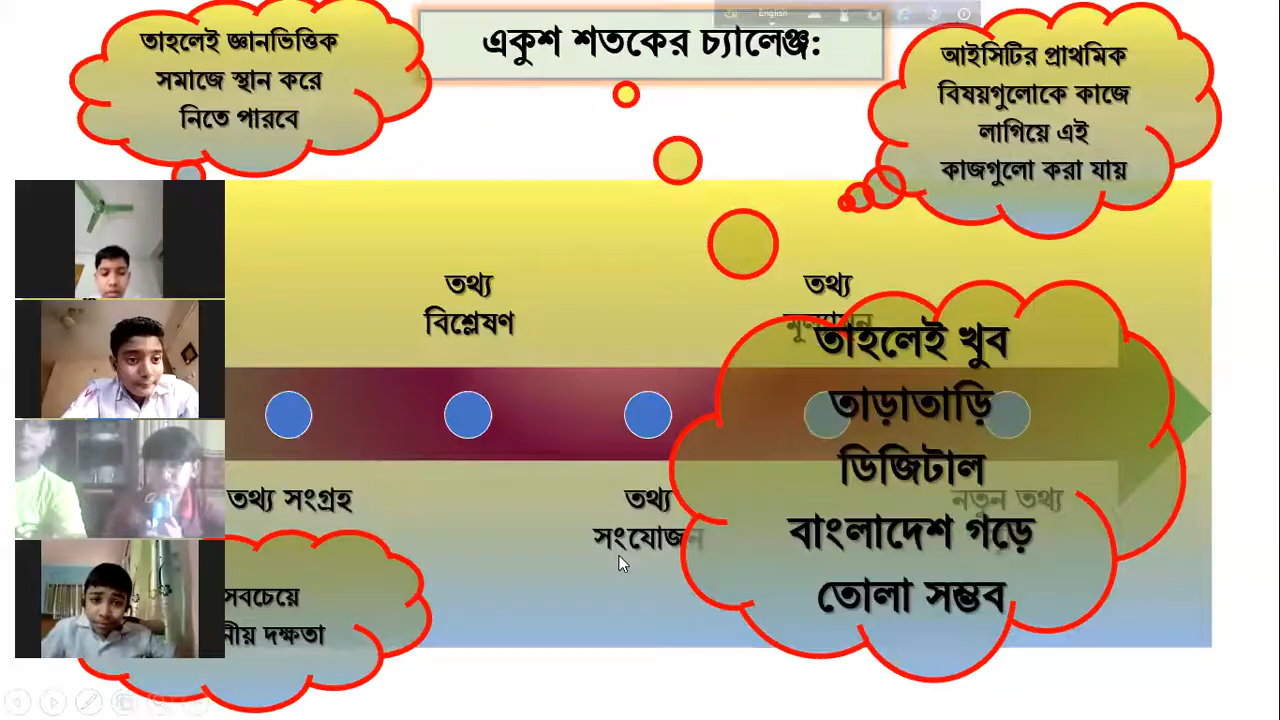 তাহলেই জ্ঞানভিত্তিক
সমাজে স্থান করে
নিতে পারবে
English
একুশ শতকের চ্যালেঞ্জ:
আইসিটির প্রাথমিক
বিষয়গুলোকে কাজে
লাগিয়ে এই
কাজগুলো করা যায়
তথ্য
বিশ্লেষণ
তথ্য
তাহলেই খুব
তাড়াতাড়ি
ডিজিটাল
বাংলাদেশ গড়ে
তোলা সম্ভব
তথ্য সংগ্রহ
তথ্য
সংযোজন
নতুন তথ্য
সবচেয়ে
দক্ষতা